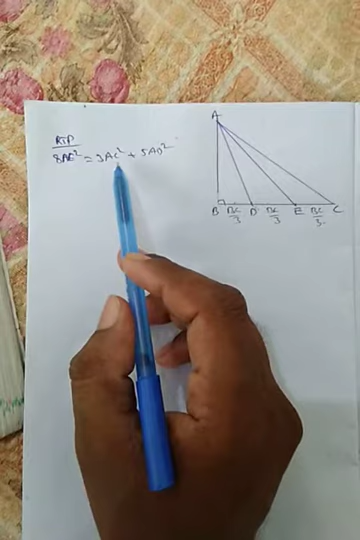 RTP
8AE² = 3AC² + 5AD²
A
B BC/3 D BC/3 E BC/3 C